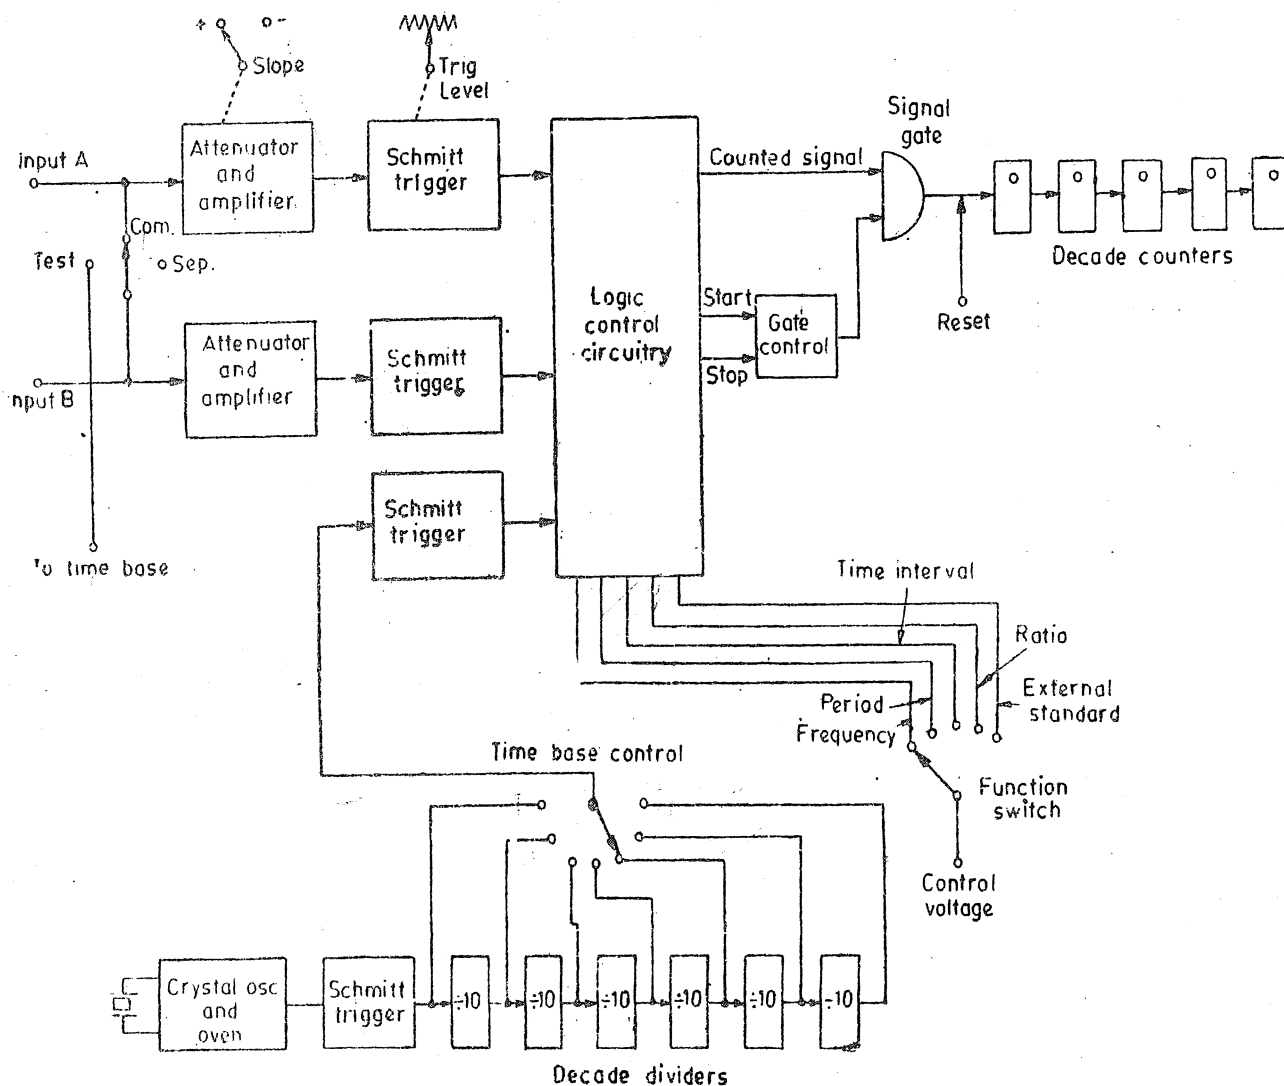 +
-
Slope
Trig
Level
Input A
Attenuator
and
amplifier
Schmitt
trigger
Counted signal
Signal
gate
Com.
Test
Sep.
Decade counters
Logic
control
circuitry
Start
Stop
Gate
control
Reset
nput B
Attenuator
and
amplifier
Schmitt
trigger
Schmitt
trigger
To time base
Time interval
Ratio
External
standard
Period
Frequency
Time base control
Function
switch
Control
voltage
Crystal osc
and
oven
Schmitt
trigger
÷10
÷10
÷10
÷10
÷10
÷10
Decade dividers